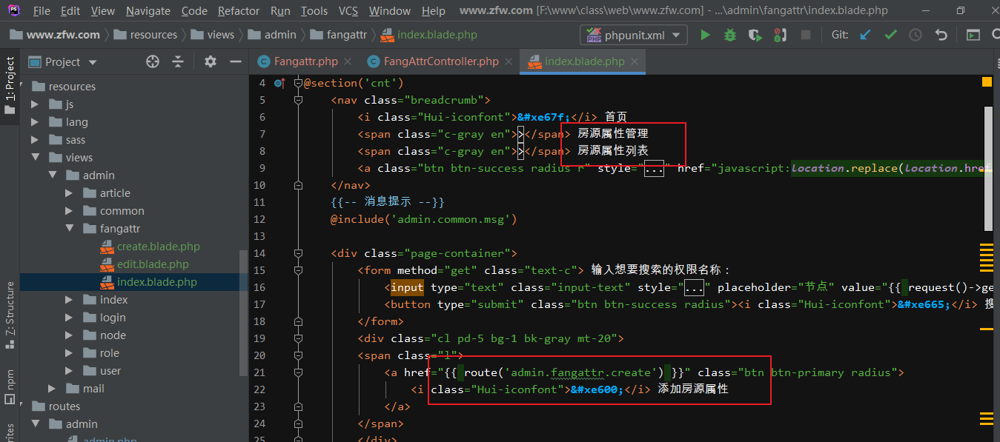 File Edit View Navigate Code Refactor Run Tools VCS Window Help www.zfw.com [F:\www\class\web\www.zfw.com] - ...\admin\fangattr\index.blade.php
www.zfw.com resources views admin fangattr index.blade.php phpunit.xml Git:
Project Fangattr.php FangAttrController.php index.blade.php
1: Project
Z: Structure
npm
resources
js
lang
sass
views
admin
article
common
fangattr
create.blade.php
edit.blade.php
index.blade.php
index
login
node
role
user
mail
routes
admin
admin.php
4 @section('cnt')
5 <nav class="breadcrumb">
6 <i class="Hui-iconfont">&#xe67f;</i> 首页
7 <span class="c-gray en">></span> 房源属性管理
8 <span class="c-gray en">></span> 房源属性列表
9 <a class="btn btn-success radius r" style="..." href="javascript:location.replace(location.href
10 </nav>
11 {{-- 消息提示 --}}
12 @include('admin.common.msg')
13
14 <div class="page-container">
15 <form method="get" class="text-c"> 输入想要搜索的权限名称：
16 <input type="text" class="input-text" style="..." placeholder="节点" value="{{ request()->ge
17 <button type="submit" class="btn btn-success radius"><i class="Hui-iconfont">&#xe665;</i> 搜
18 </form>
19 <div class="cl pd-5 bg-1 bk-gray mt-20">
20 <span class="l">
21 <a href="{{ route('admin.fangattr.create') }}" class="btn btn-primary radius">
22 <i class="Hui-iconfont">&#xe600;</i> 添加房源属性
23 </a>
24 </span>
25 </div>